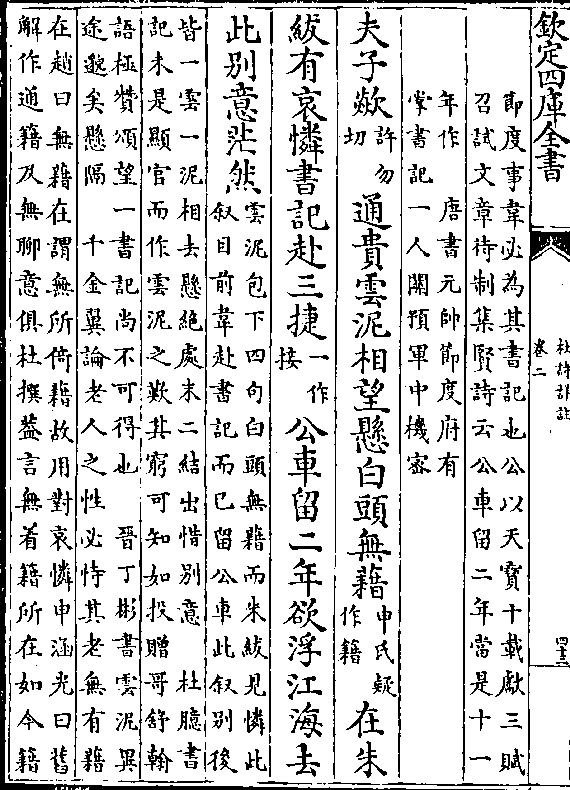 欽定四庫全書
杜詩詳註
卷二
四十三
節度事韋必為其書記也公以天寶十載獻三賦
召試文章待制集賢詩云公車留二年當是十一
年作　唐書元帥節度府有
掌書記一人關預軍中機密
夫子欻許勿切通貴雲泥相望懸白頭無藉申氏疑作籍在朱
紱有哀憐書記赴三捷一作接公車留二年欲浮江海去
此別意茫然雲泥包下四句白頭無籍而朱紱見憐此
叙目前韋赴書記而已留公車此叙別後
皆一雲一泥相去懸絶處末二結出惜別意　杜臆書
記未是顯官而作雲泥之歎其窮可知如投贈哥舒翰
語極贊頌望一書記尚不可得也　晉丁彬書雲泥異
途邈矣懸隔　千金翼論老人之性必恃其老無有藉
在趙曰無藉在謂無所倚藉故用對哀憐申涵光曰舊
解作通籍及無聊意俱杜撰葢言無着籍所在如今籍